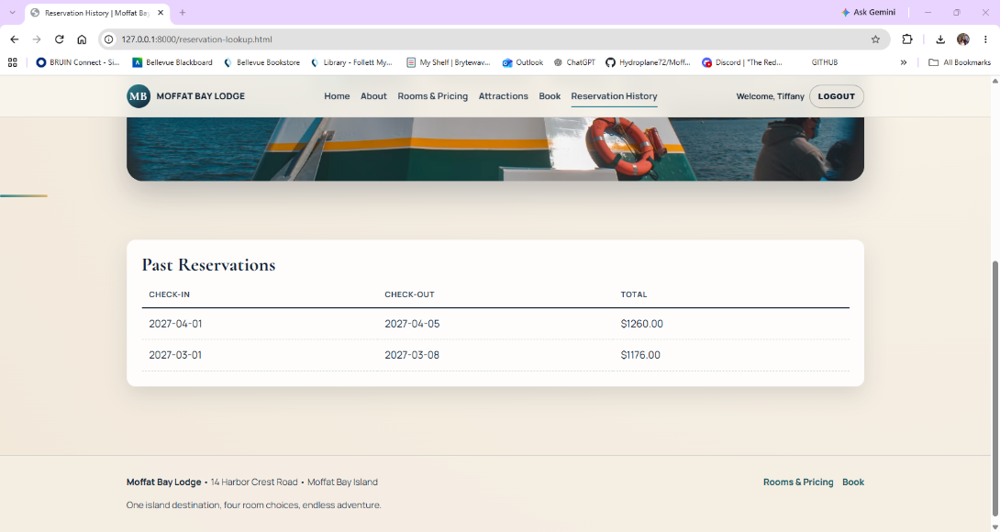 Reservation History | Moffat Bay
Ask Gemini
127.0.0.1:8000/reservation-lookup.html
BRUIN Connect - Si... Bellevue Blackboard Bellevue Bookstore Library - Follett My... My Shelf | Brytewav... Outlook ChatGPT Hydroplane72/Moff... Discord | "The Red... GITHUB » All Bookmarks
MB MOFFAT BAY LODGE Home About Rooms & Pricing Attractions Book Reservation History Welcome, Tiffany LOGOUT
Past Reservations
CHECK-IN CHECK-OUT TOTAL
2027-04-01 2027-04-05 $1260.00
2027-03-01 2027-03-08 $1176.00
Moffat Bay Lodge • 14 Harbor Crest Road • Moffat Bay Island Rooms & Pricing Book
One island destination, four room choices, endless adventure.